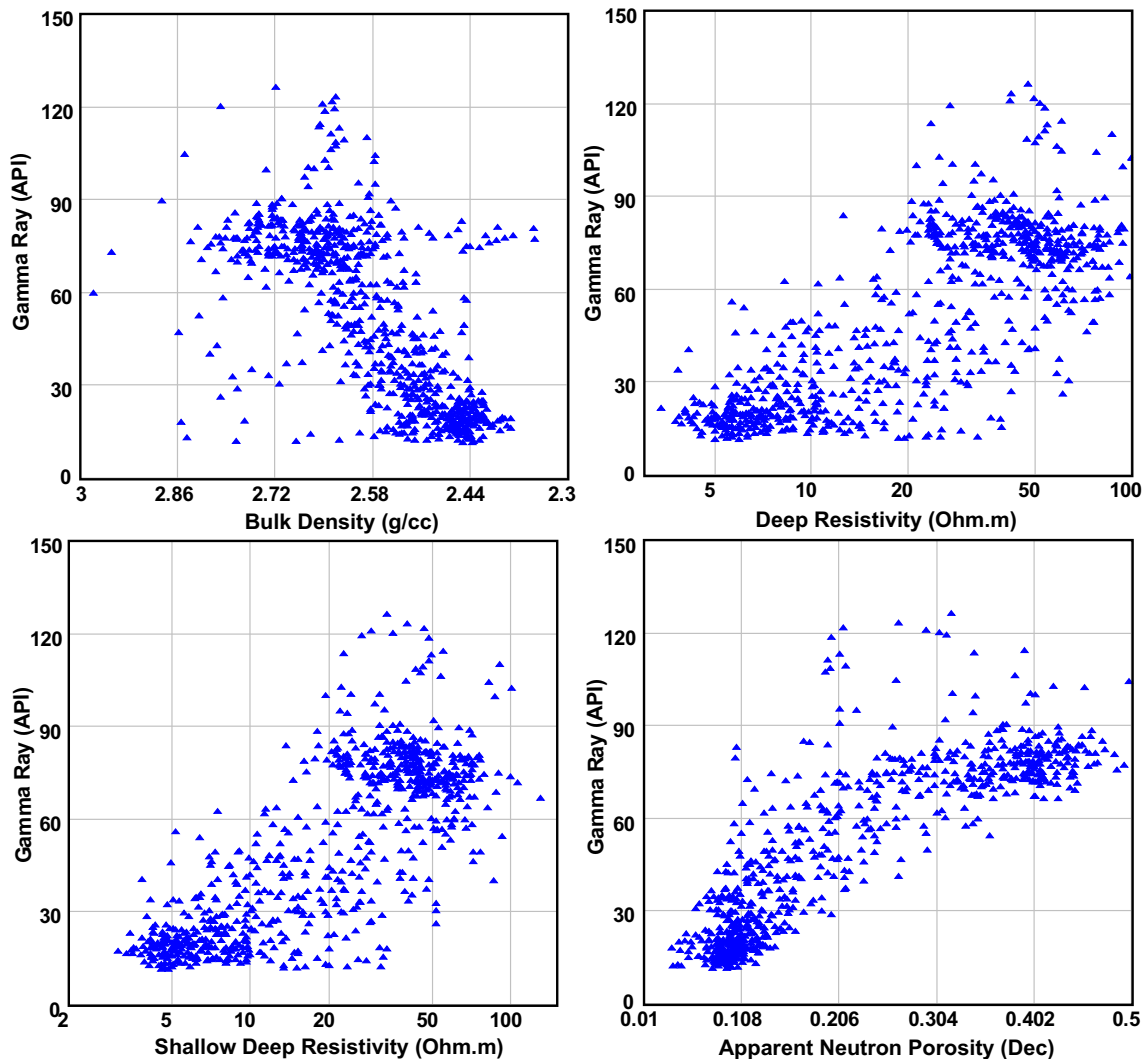 150
120
90
60
30
0
Gamma Ray (API)
3 2.86 2.72 2.58 2.44 2.3
Bulk Density (g/cc)
150
120
90
60
30
0
Gamma Ray (API)
5 10 20 50 100
Deep Resistivity (Ohm.m)
150
120
90
60
30
0
Gamma Ray (API)
2 5 10 20 50 100
Shallow Deep Resistivity (Ohm.m)
150
120
90
60
30
0
Gamma Ray (API)
0.01 0.108 0.206 0.304 0.402 0.5
Apparent Neutron Porosity (Dec)